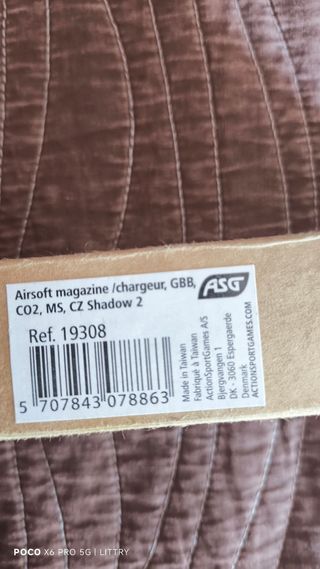 Airsoft magazine /chargeur, GBB,
CO2, MS, CZ Shadow 2
ASG
Ref. 19308
5 707843 078863
Made in Taiwan
Fabriqué à Taiwan
ActionSportGames A/S
Bjergvangen 1
DK - 3060 Espergaerde
Denmark
ACTIONSPORTGAMES.COM
POCO X6 PRO 5G | LITTRY